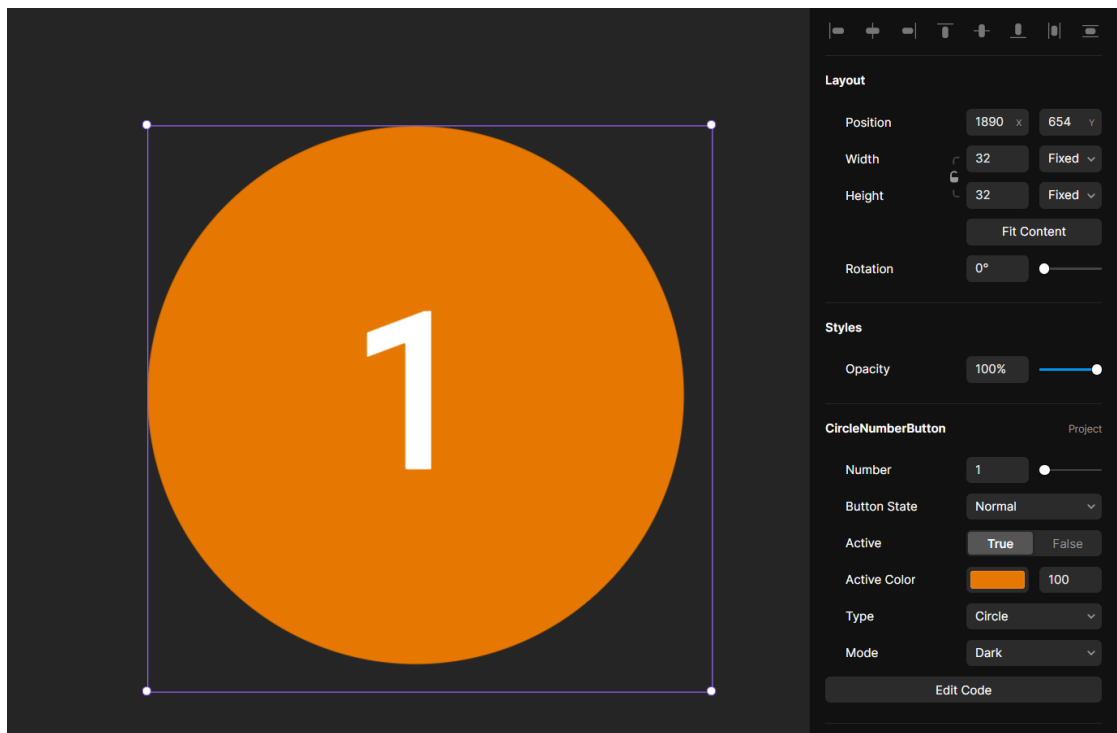 1
Layout
Position 1890 X 654 Y
Width 32 Fixed
Height 32 Fixed
Fit Content
Rotation 0°
Styles
Opacity 100%
CircleNumberButton Project
Number 1
Button State Normal
Active True False
Active Color 100
Type Circle
Mode Dark
Edit Code